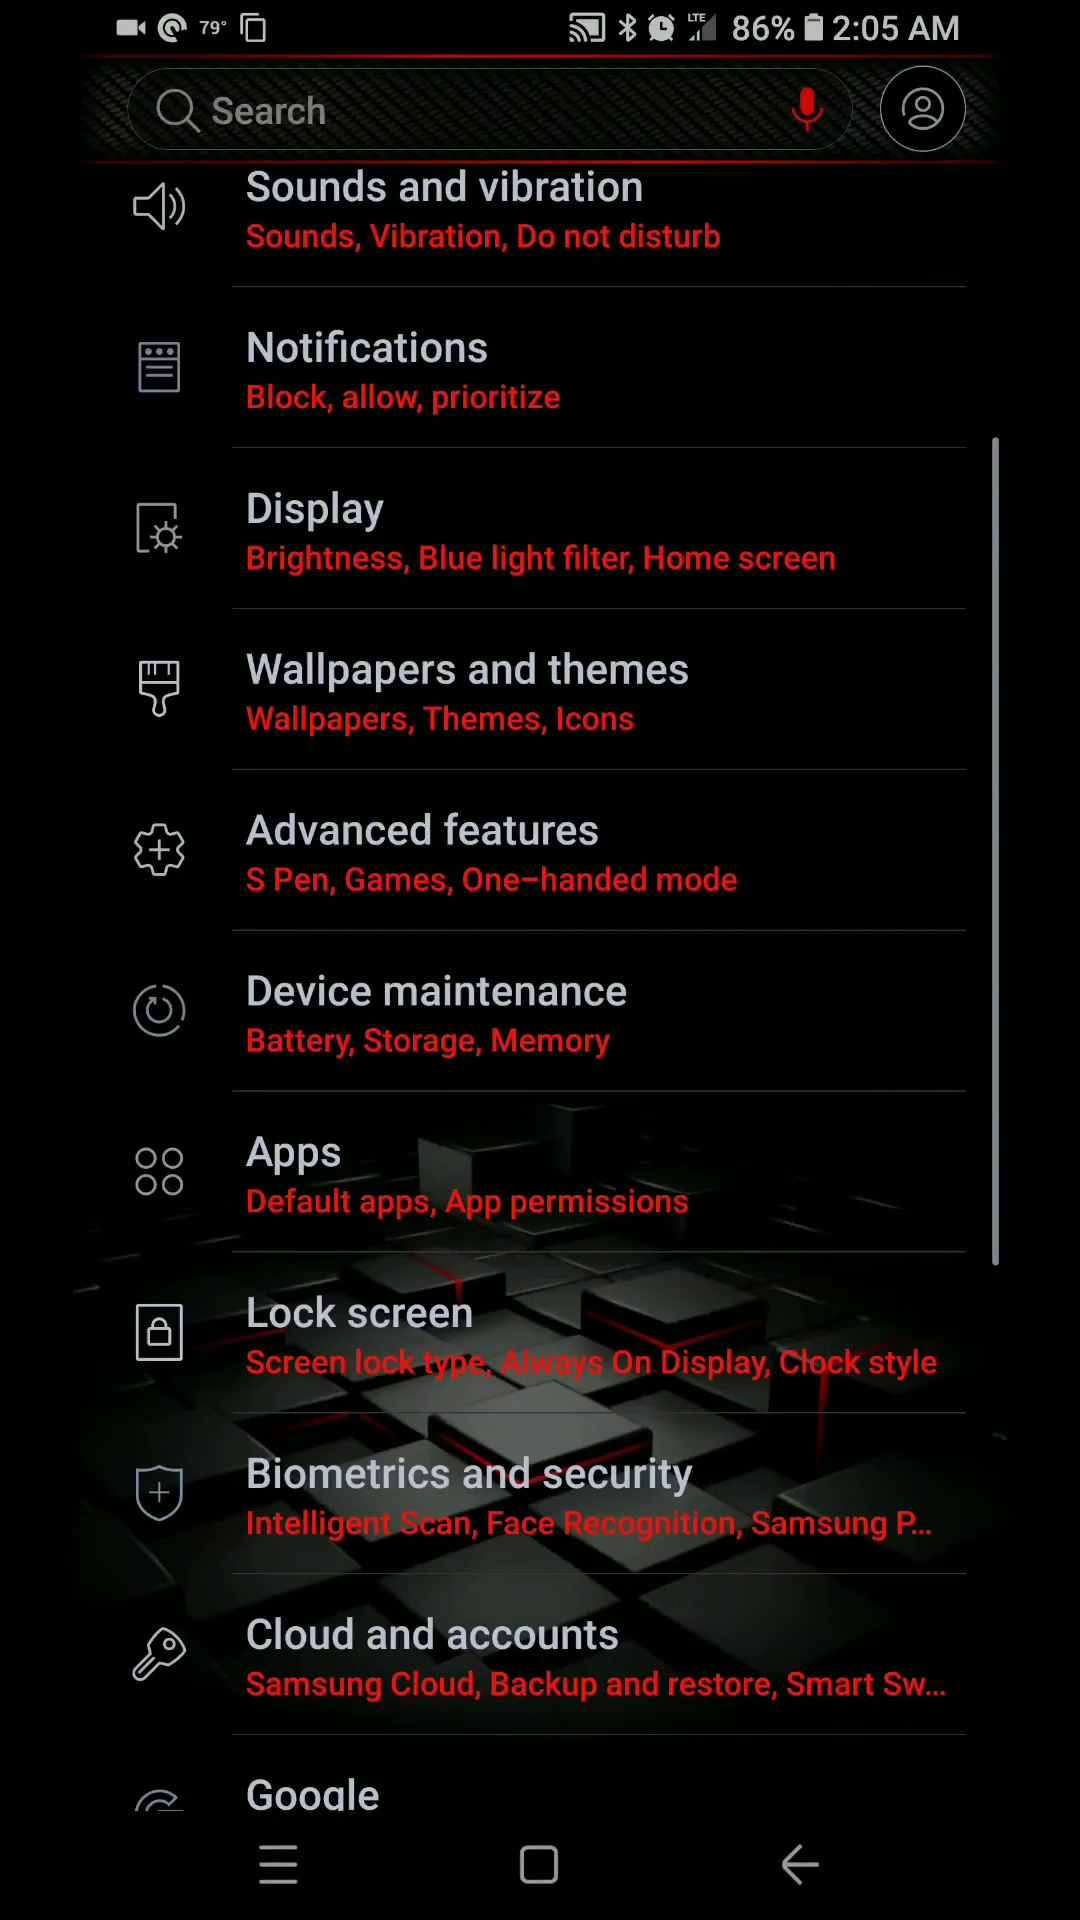 79°
LTE 86% 2:05 AM
Search
Sounds and vibration
Sounds, Vibration, Do not disturb
Notifications
Block, allow, prioritize
Display
Brightness, Blue light filter, Home screen
Wallpapers and themes
Wallpapers, Themes, Icons
Advanced features
S Pen, Games, One-handed mode
Device maintenance
Battery, Storage, Memory
Apps
Default apps, App permissions
Lock screen
Screen lock type, Always On Display, Clock style
Biometrics and security
Intelligent Scan, Face Recognition, Samsung P...
Cloud and accounts
Samsung Cloud, Backup and restore, Smart Sw...
Google